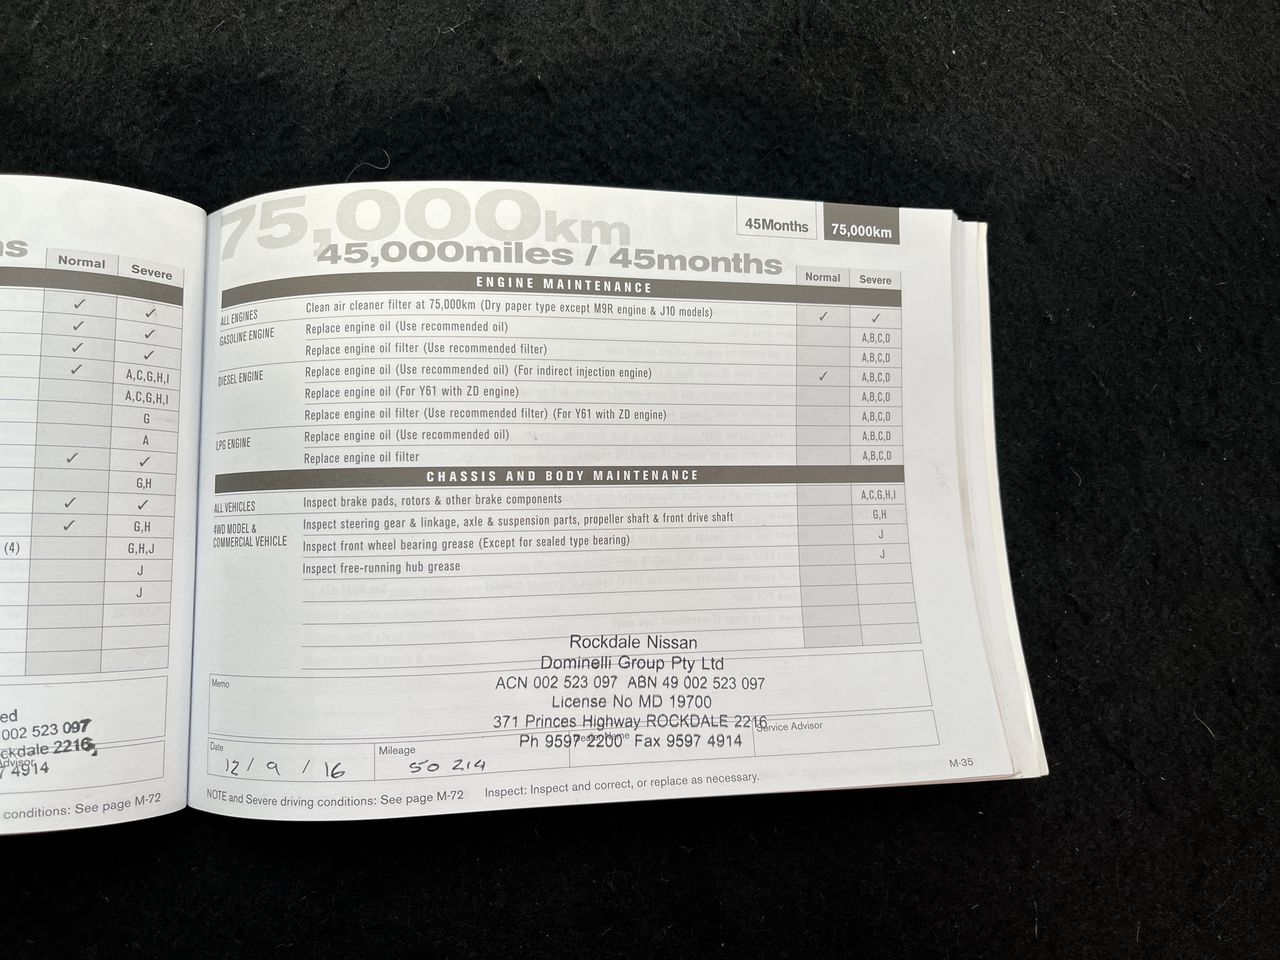 ns
Normal Severe
✓ ✓
✓ ✓
✓ ✓
✓ A,C,G,H,I
A,C,G,H,I
G
A
✓ ✓
G,H
✓ ✓
✓ G,H
(4) G,H,J
J
J
ed
002 523 097
ckdale 2216
Advisor
7 4914
conditions: See page M-72
75,000km
45,000miles / 45months
45Months 75,000km
Normal Severe
ENGINE MAINTENANCE
ALL ENGINES Clean air cleaner filter at 75,000km (Dry paper type except M9R engine & J10 models) ✓ ✓
GASOLINE ENGINE Replace engine oil (Use recommended oil) A,B,C,D
Replace engine oil filter (Use recommended filter) A,B,C,D
DIESEL ENGINE Replace engine oil (Use recommended oil) (For indirect injection engine) ✓ A,B,C,D
Replace engine oil (For Y61 with ZD engine) A,B,C,D
Replace engine oil filter (Use recommended filter) (For Y61 with ZD engine) A,B,C,D
LPG ENGINE Replace engine oil (Use recommended oil) A,B,C,D
Replace engine oil filter A,B,C,D
CHASSIS AND BODY MAINTENANCE
ALL VEHICLES Inspect brake pads, rotors & other brake components A,C,G,H,I
4WD MODEL & COMMERCIAL VEHICLE Inspect steering gear & linkage, axle & suspension parts, propeller shaft & front drive shaft G,H
Inspect front wheel bearing grease (Except for sealed type bearing) J
Inspect free-running hub grease J
Rockdale Nissan
Dominelli Group Pty Ltd
ACN 002 523 097 ABN 49 002 523 097
License No MD 19700
371 Princes Highway ROCKDALE 2216
Ph 9597 2200 Fax 9597 4914
Memo
Date Mileage Name Service Advisor
12 / 9 / 16 50 214
NOTE and Severe driving conditions: See page M-72 Inspect: Inspect and correct, or replace as necessary.
M-35